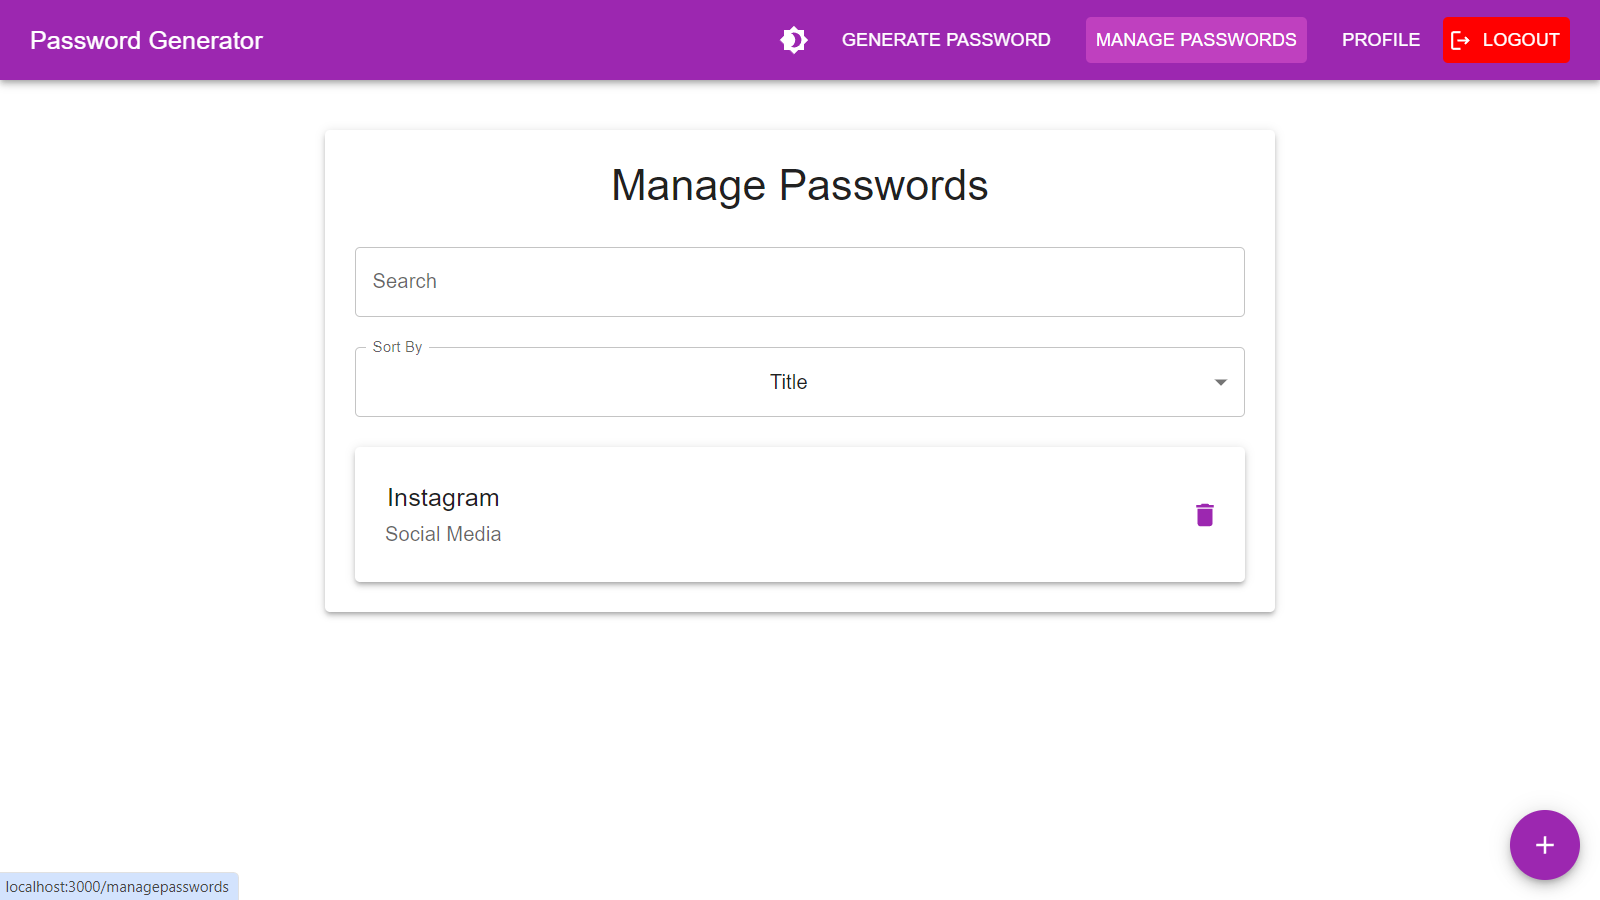 Password Generator
GENERATE PASSWORD
MANAGE PASSWORDS
PROFILE
LOGOUT
Manage Passwords
Search
Sort By
Title
Instagram
Social Media
localhost:3000/managepasswords